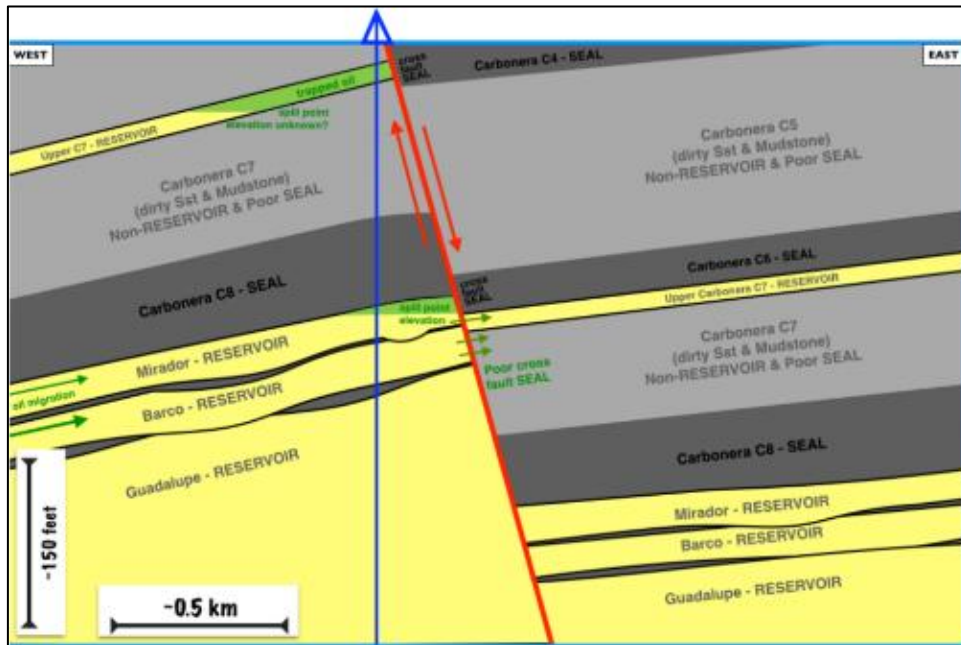 WEST
EAST
cross
fault
SEAL
Carbonera C4 - SEAL
trapped oil
split point
elevation unknown?
Upper C7 - RESERVOIR
Carbonera C5
(dirty Sst & Mudstone)
Non-RESERVOIR & Poor SEAL
Carbonera C7
(dirty Sst & Mudstone)
Non-RESERVOIR & Poor SEAL
Carbonera C6 - SEAL
cross
fault
SEAL
Upper Carbonera C7 - RESERVOIR
Carbonera C8 - SEAL
split point
elevation
Mirador - RESERVOIR
Carbonera C7
(dirty Sst & Mudstone)
Non-RESERVOIR & Poor SEAL
Poor cross
fault SEAL
oil migration
Barco - RESERVOIR
Guadalupe - RESERVOIR
Carbonera C8 - SEAL
Mirador - RESERVOIR
Barco - RESERVOIR
Guadalupe - RESERVOIR
~150 feet
~0.5 km